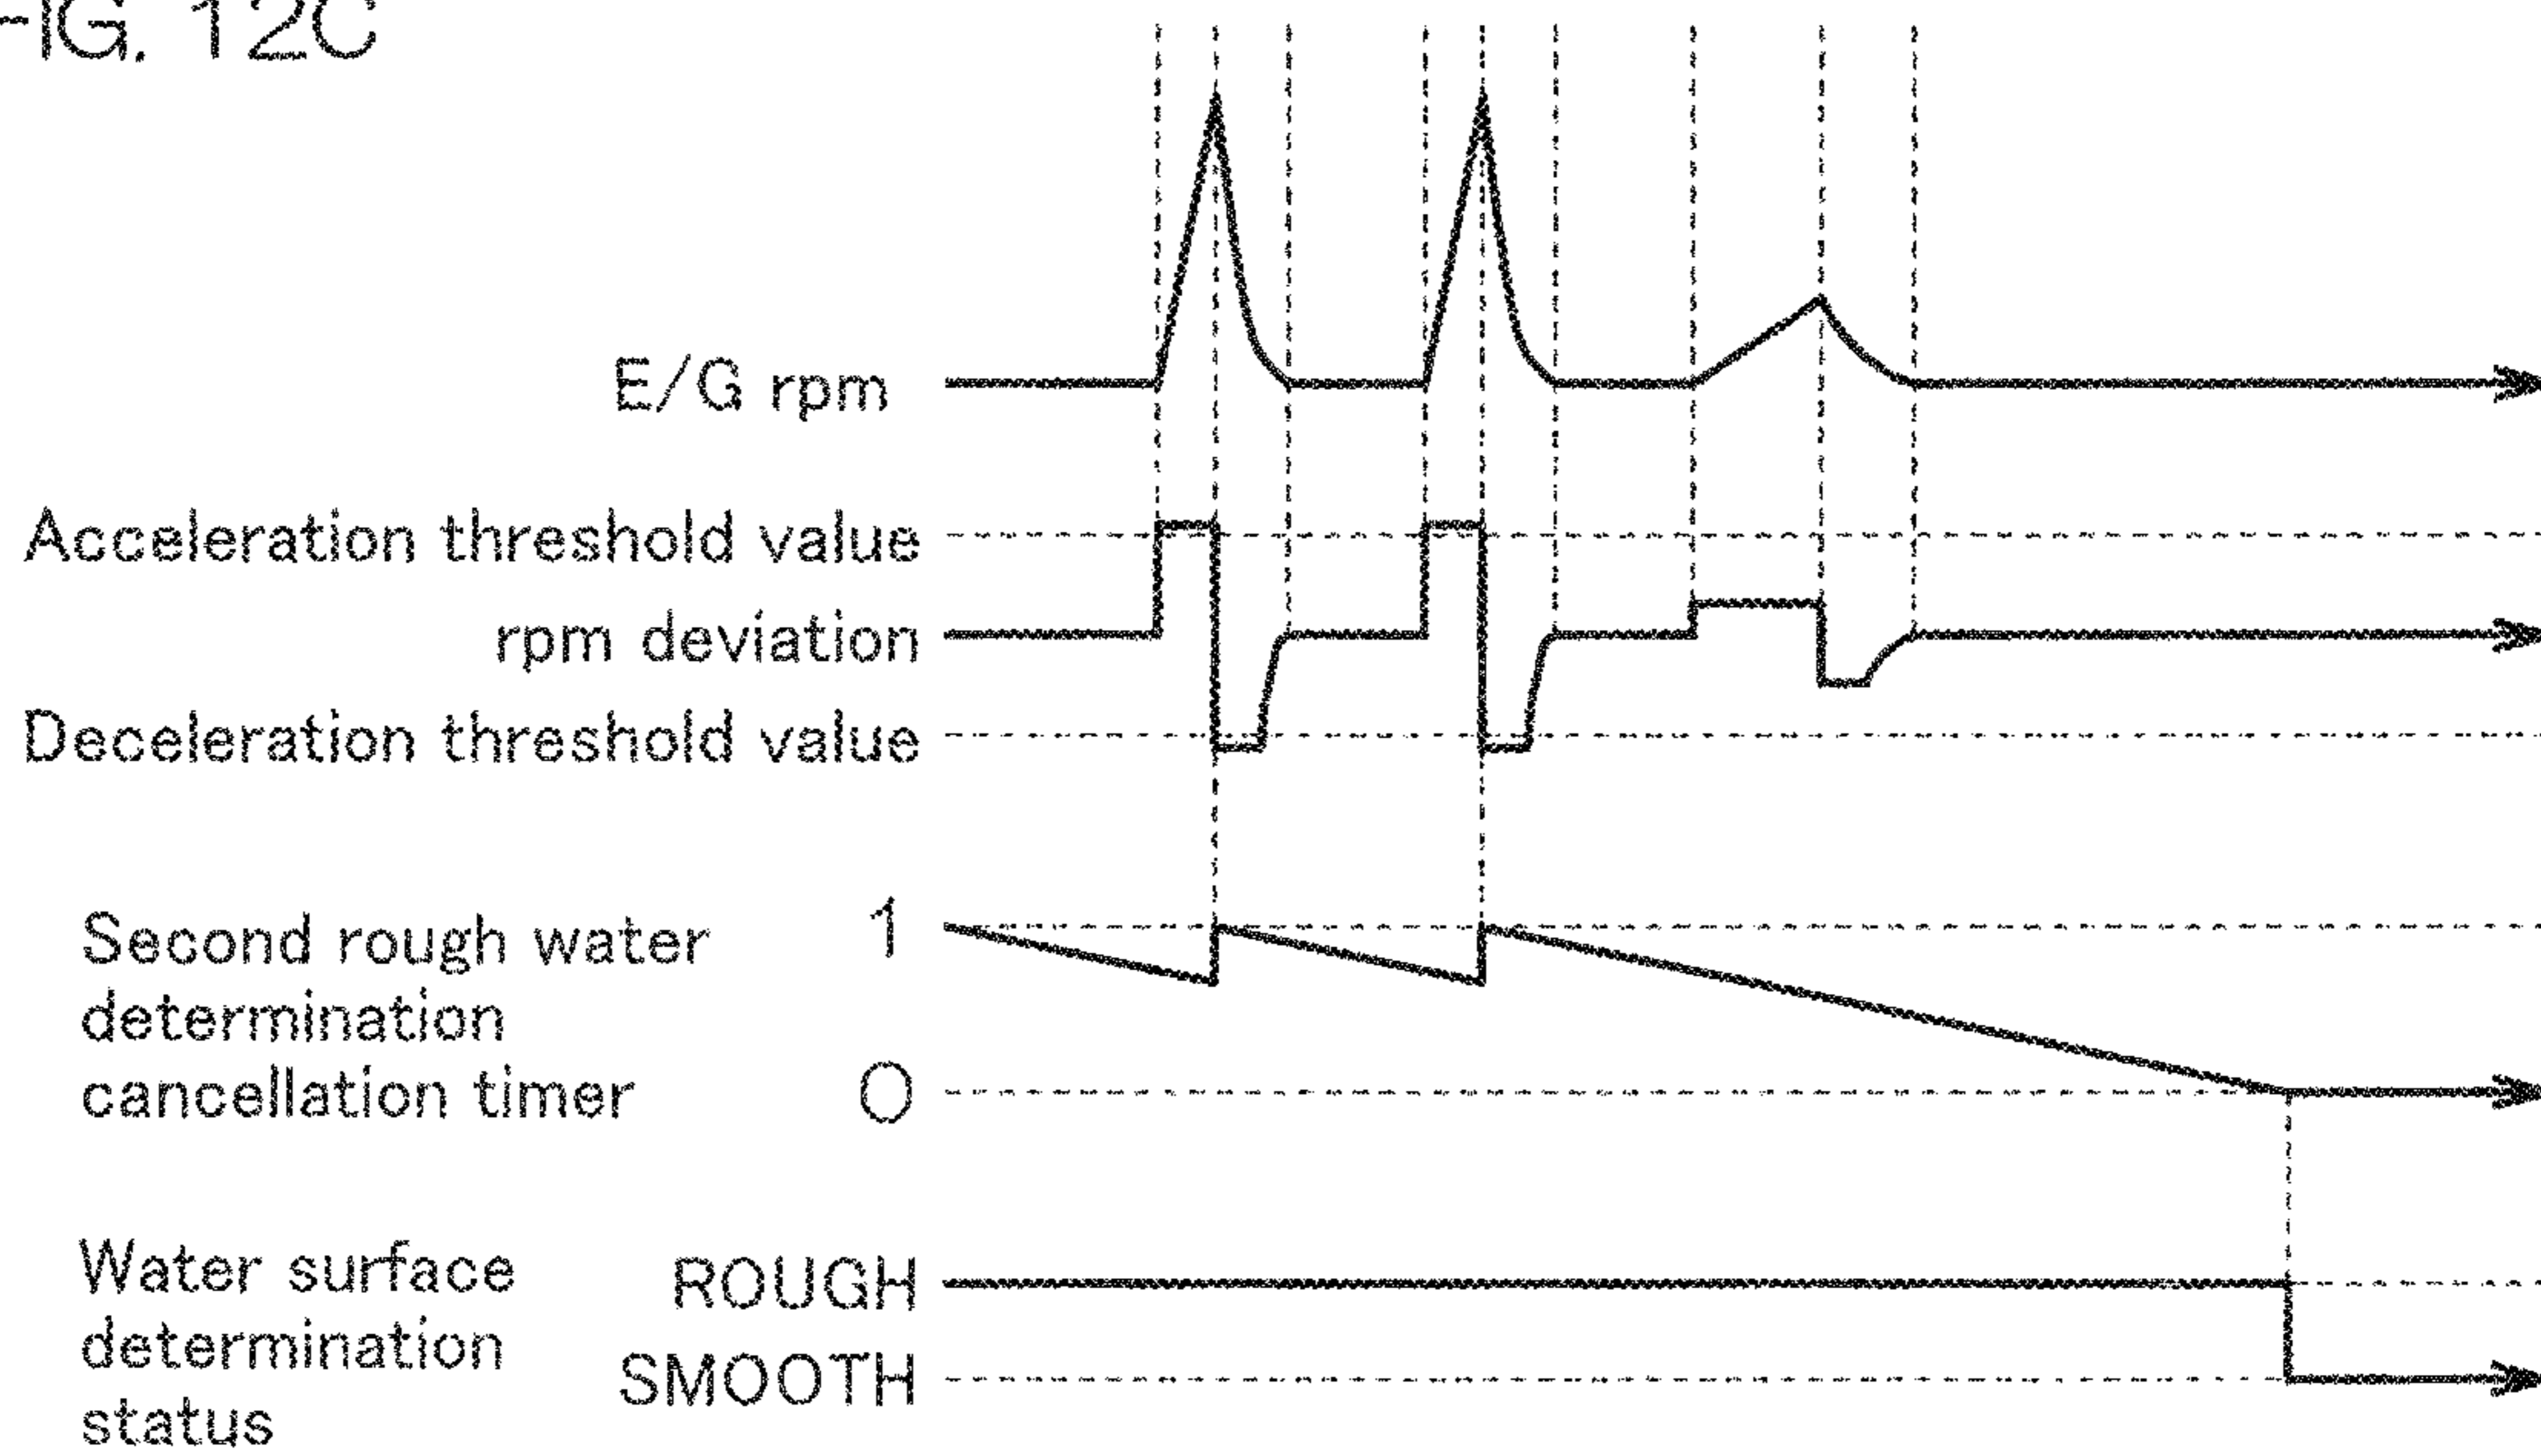 FIG. 12C
E/G rpm
Acceleration threshold value
rpm deviation
Deceleration threshold value
Second rough water 1
determination
cancellation timer 0
Water surface ROUGH
determination SMOOTH
status